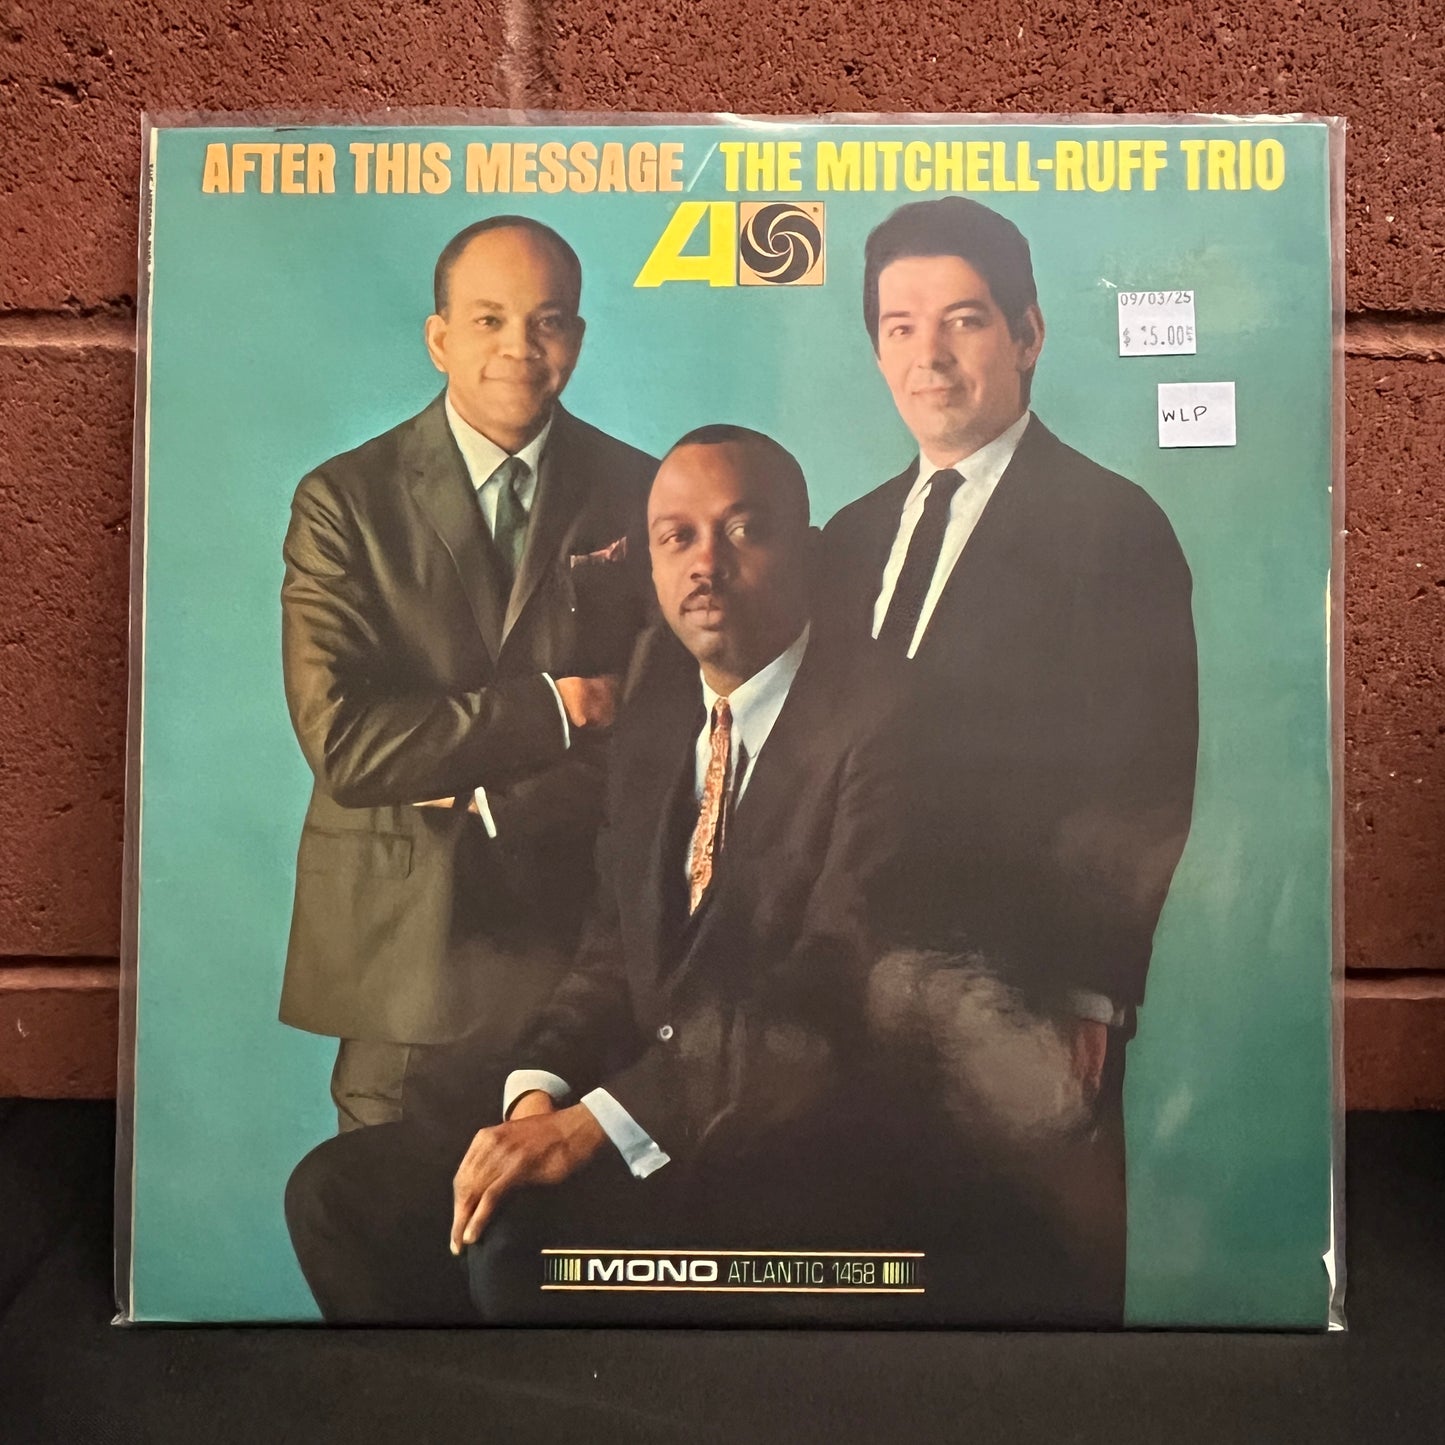 AFTER THIS MESSAGE / THE MITCHELL-RUFF TRIO
A
09/03/25
WLP
MONO ATLANTIC 1458